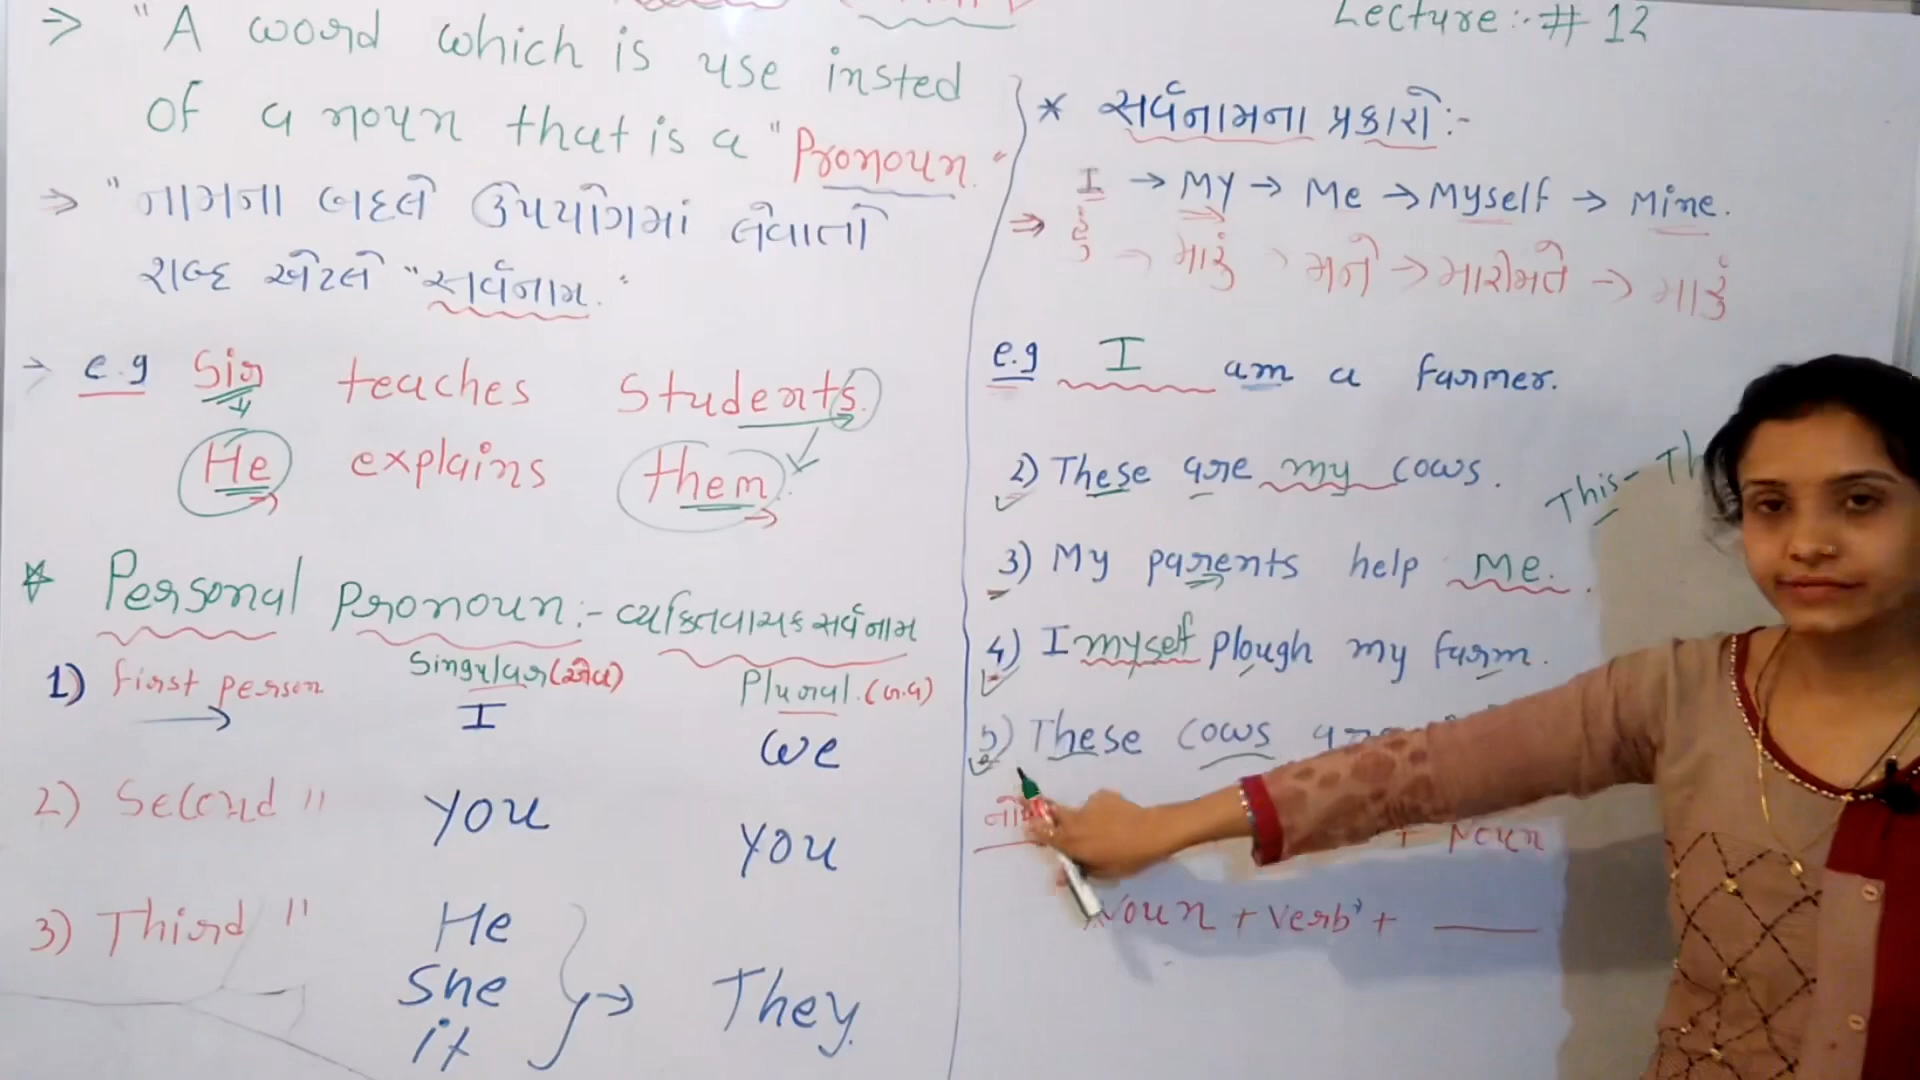 Lecture :- # 12
⇒ "A word which is use insted
of a noun that is a "Pronoun."
⇒ "નામના બદલે ઉપયોગમાં લેવાતો
શબ્દ એટલે "સર્વનામ."
→ e.g Sir teaches Students.
He explains them.
* Personal Pronoun :- વ્યક્તિવાચક સર્વનામ
Singular (એવ) Plural. (બ.વ)
1) first person I We
2) Second " You You
3) Third " He
She
it
→ They.
* સર્વનામના પ્રકારો :-
I → My → Me → Myself → Mine.
⇒ હું → મારું → મને → મારીમેતે → મારું
e.g I am a farmer.
2) These are my cows.
This - Th
3) My parents help Me.
4) I myself plough my farm.
5) These cows
+ Noun
Noun + Verb + ____